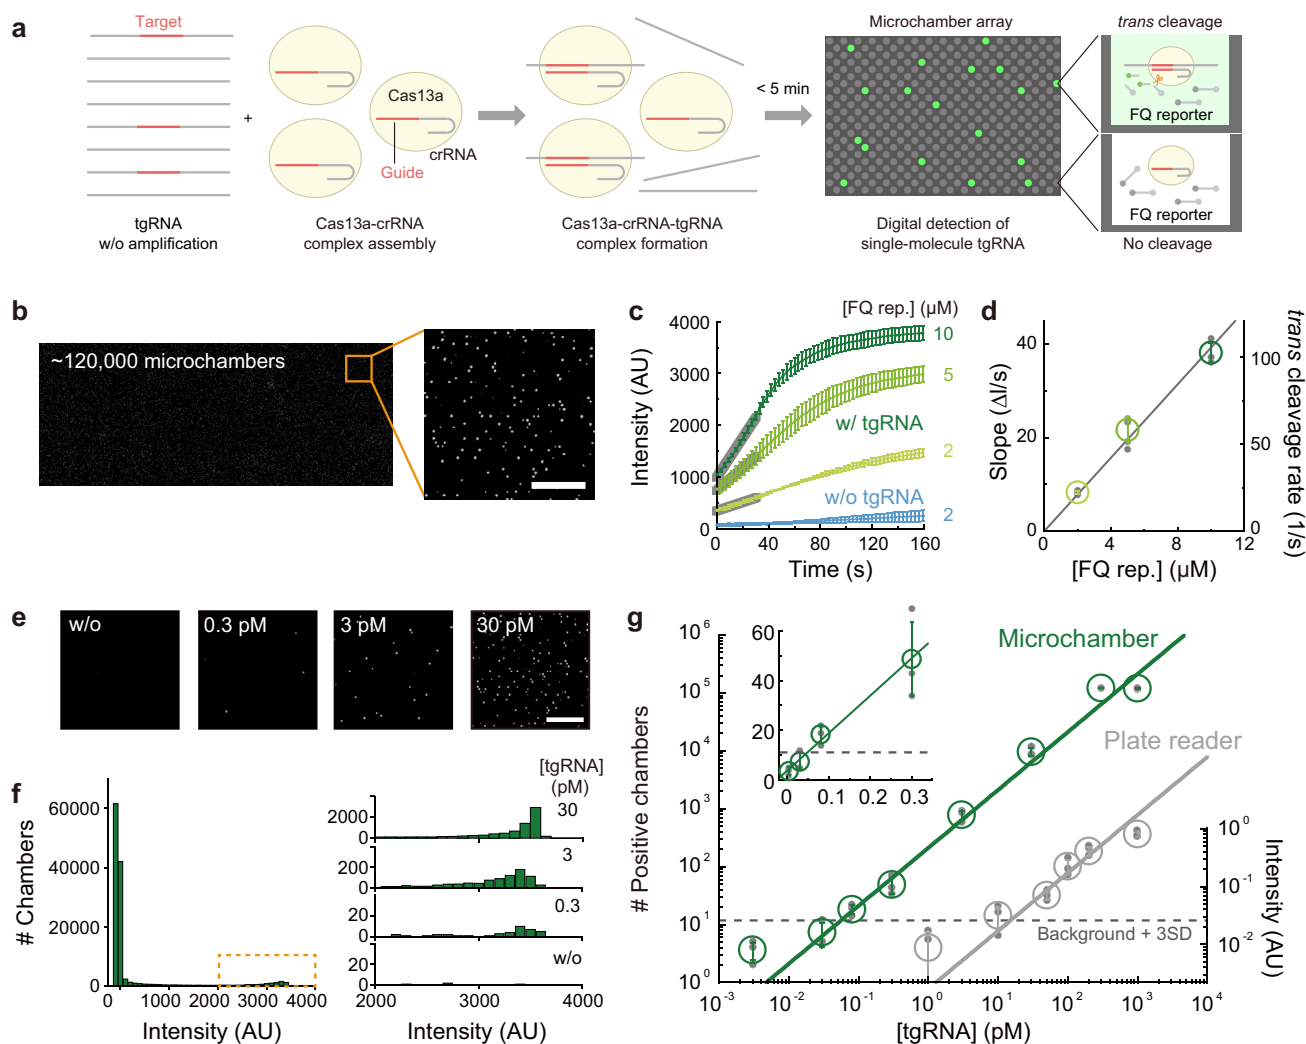 a
Target
tgRNA
w/o amplification
+
Cas13a
crRNA
Guide
Cas13a-crRNA
complex assembly
Cas13a-crRNA-tgRNA
complex formation
< 5 min
Microchamber array
Digital detection of
single-molecule tgRNA
trans cleavage
FQ reporter
FQ reporter
No cleavage
b
~120,000 microchambers
c
[FQ rep.] (µM)
Intensity (AU)
4000
3000
2000
1000
0
10
5
w/ tgRNA
2
w/o tgRNA
2
0 40 80 120 160
Time (s)
d
Slope (ΔI/s)
40
20
0
trans cleavage rate (1/s)
100
50
0
0 4 8 12
[FQ rep.] (µM)
e
w/o
0.3 pM
3 pM
30 pM
f
# Chambers
60000
40000
20000
0
0 1000 2000 3000 4000
Intensity (AU)
[tgRNA]
(pM)
30
2000
0
3
200
0
0.3
20
0
w/o
20
0
2000 3000 4000
Intensity (AU)
g
# Positive chambers
10^6
10^5
10^4
10^3
10^2
10^1
10^0
60
40
20
0
0 0.1 0.2 0.3
Microchamber
Plate reader
Background + 3SD
10^0
10^-1
10^-2
Intensity (AU)
10^-3 10^-2 10^-1 10^0 10^1 10^2 10^3 10^4
[tgRNA] (pM)